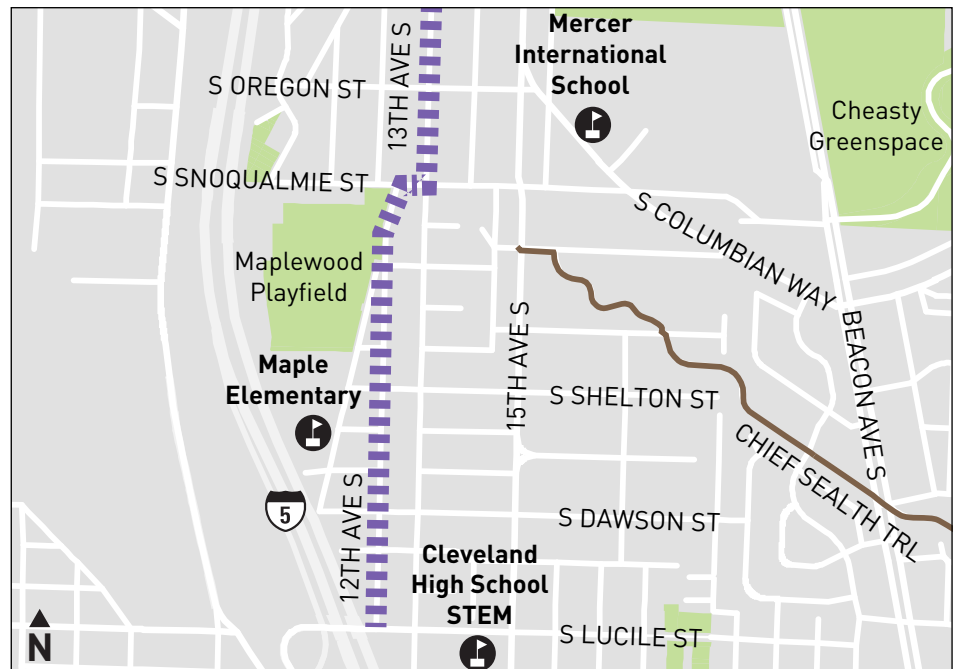 Mercer
International
School
13TH AVE S
S OREGON ST
Cheasty
Greenspace
S SNOQUALMIE ST
S COLUMBIAN WAY
Maplewood
Playfield
BEACON AVE S
Maple
Elementary
15TH AVE S
S SHELTON ST
CHIEF SEALTH TRL
5
12TH AVE S
S DAWSON ST
Cleveland
High School
STEM
N
S LUCILE ST